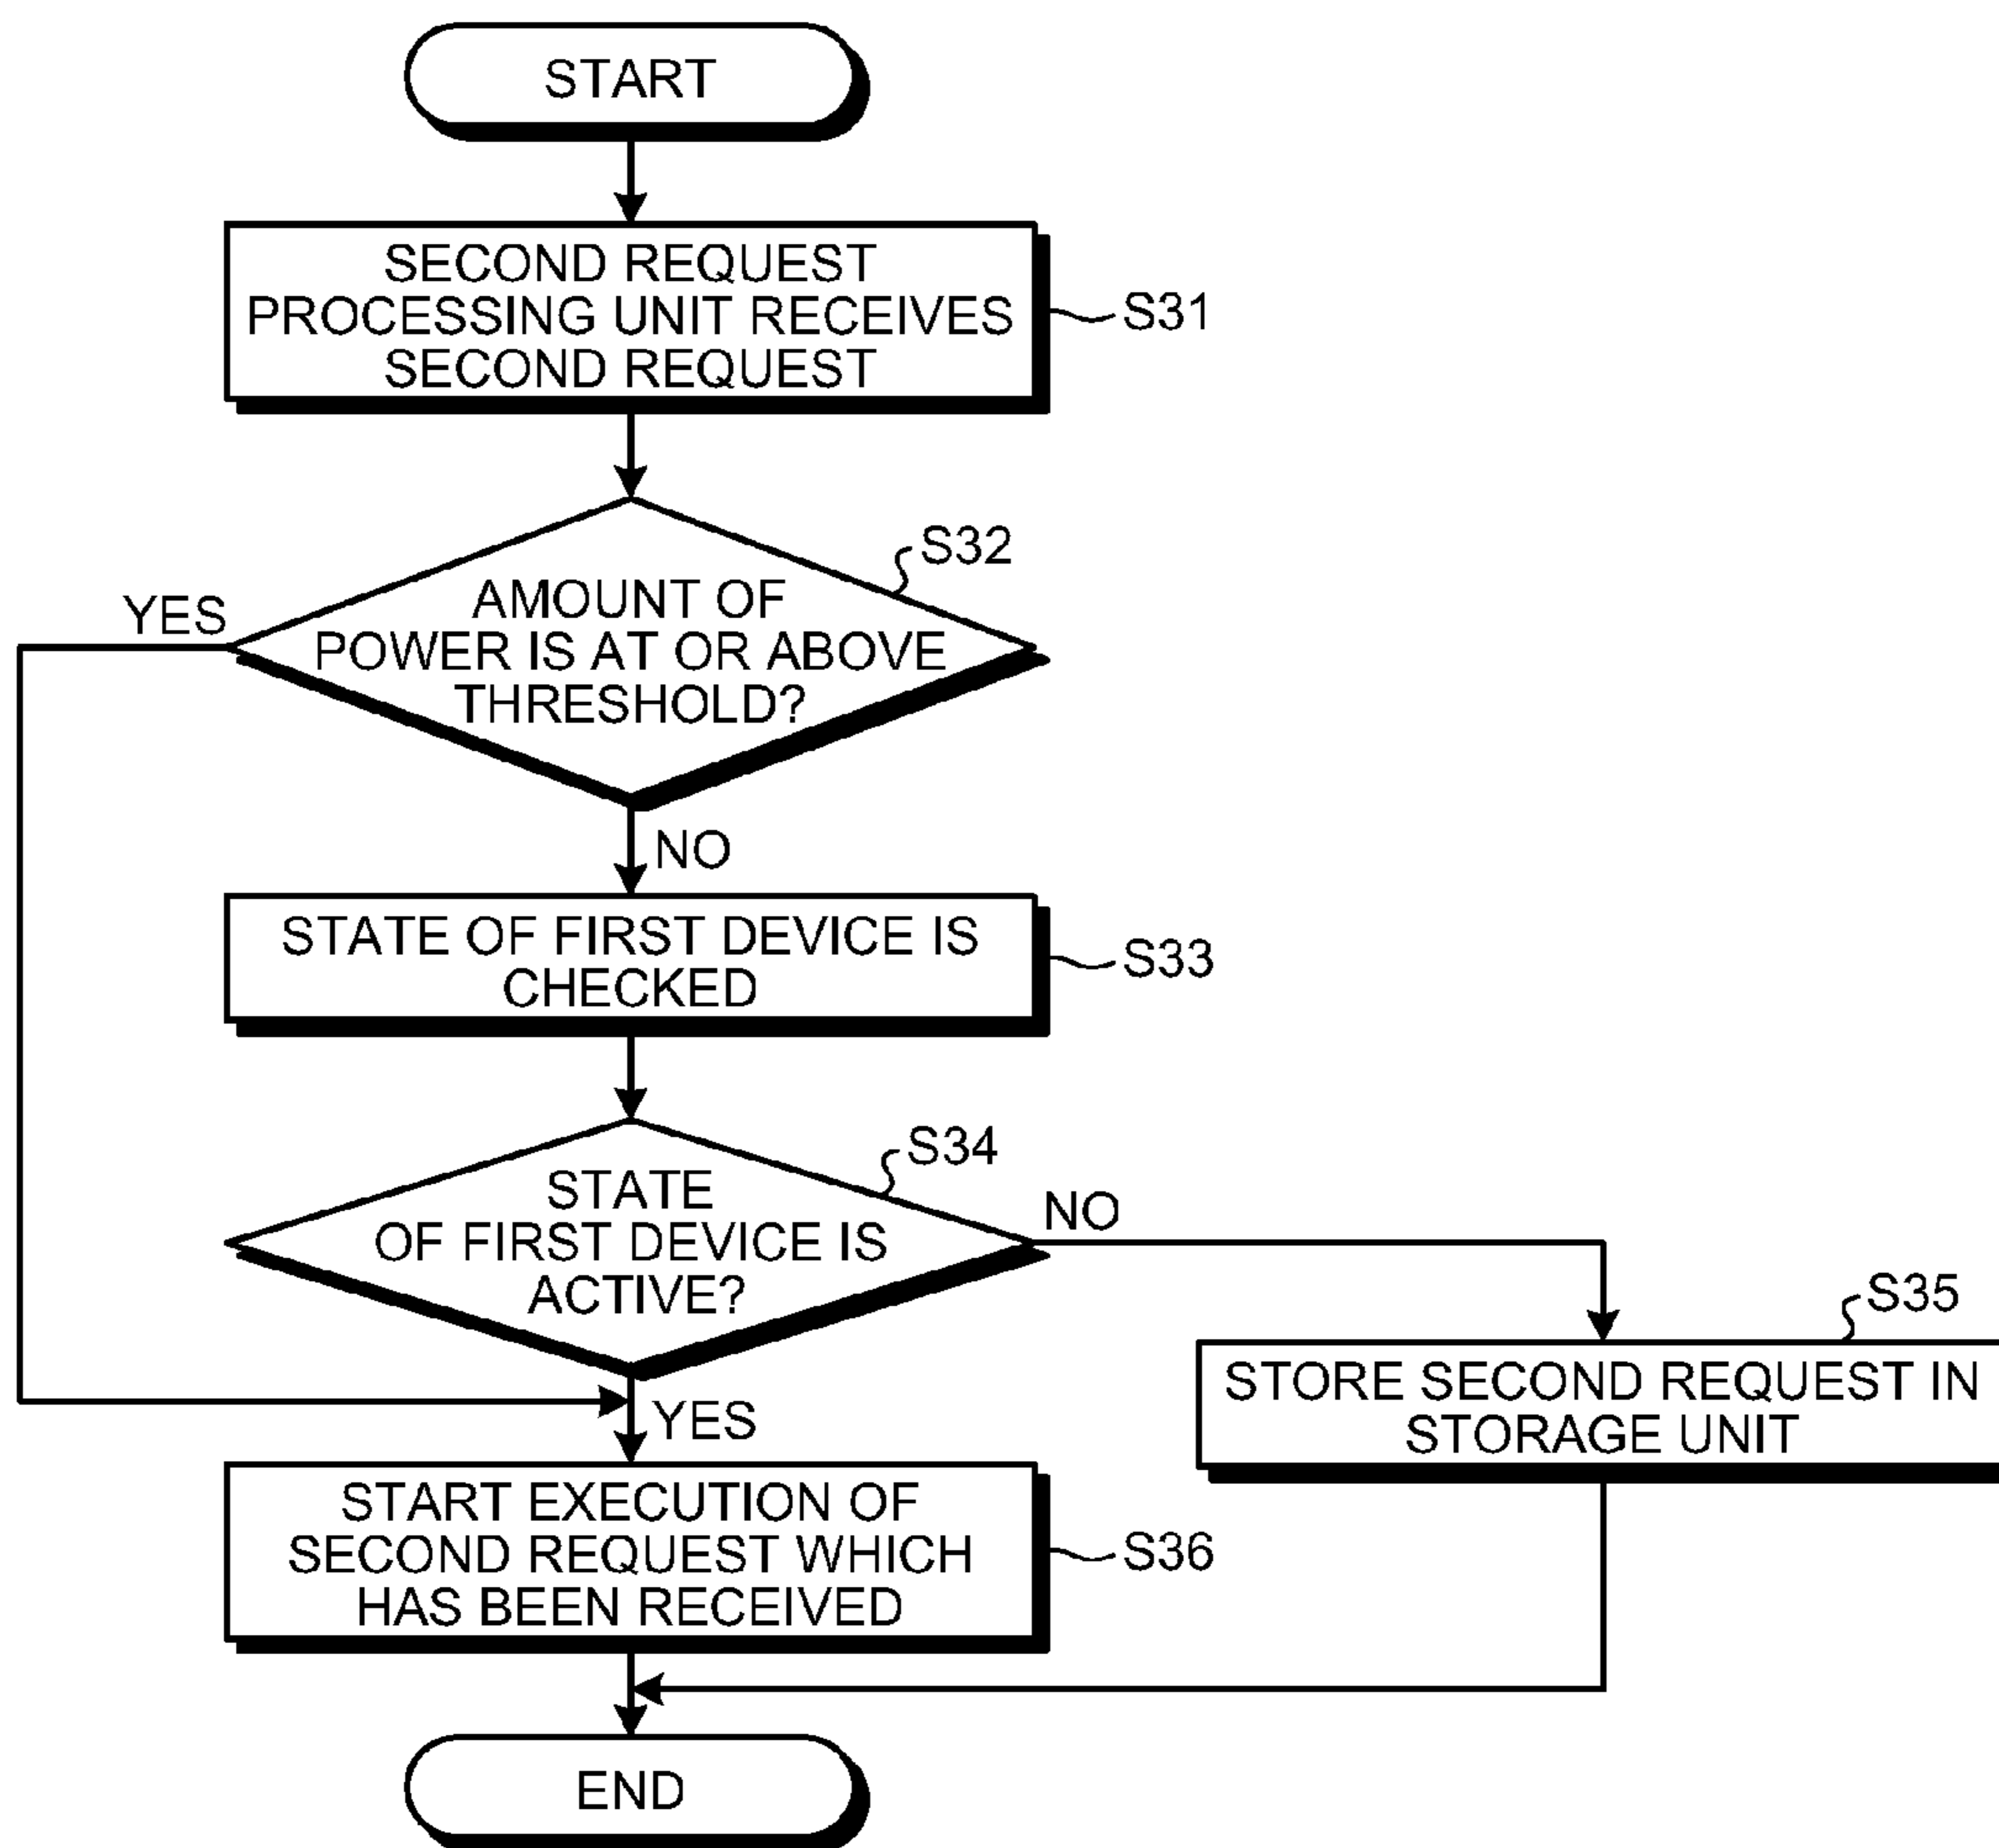 START
SECOND REQUEST
PROCESSING UNIT RECEIVES
SECOND REQUEST
S31
S32
AMOUNT OF
POWER IS AT OR ABOVE
THRESHOLD?
YES
NO
STATE OF FIRST DEVICE IS
CHECKED
S33
S34
STATE
OF FIRST DEVICE IS
ACTIVE?
NO
YES
S35
STORE SECOND REQUEST IN
STORAGE UNIT
START EXECUTION OF
SECOND REQUEST WHICH
HAS BEEN RECEIVED
S36
END